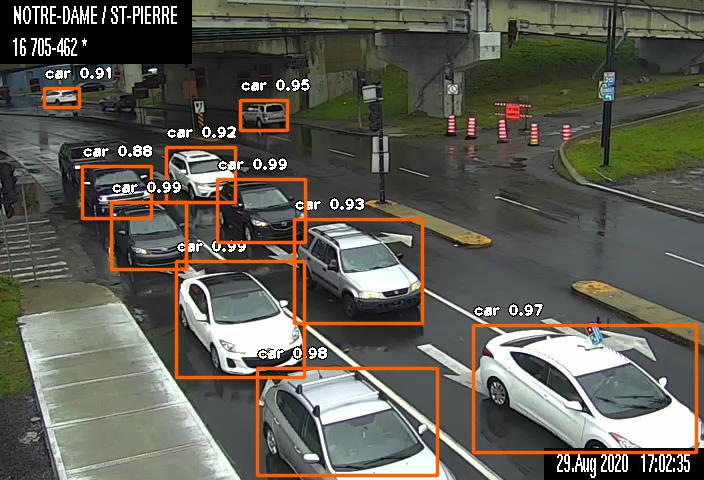 NOTRE-DAME / ST-PIERRE
16 705-462 *
car 0.91
car 0.95
car 0.92
car 0.88
car 0.99
car 0.99
car 0.93
car 0.99
car 0.97
car 0.98
29.Aug 2020 17:02:35